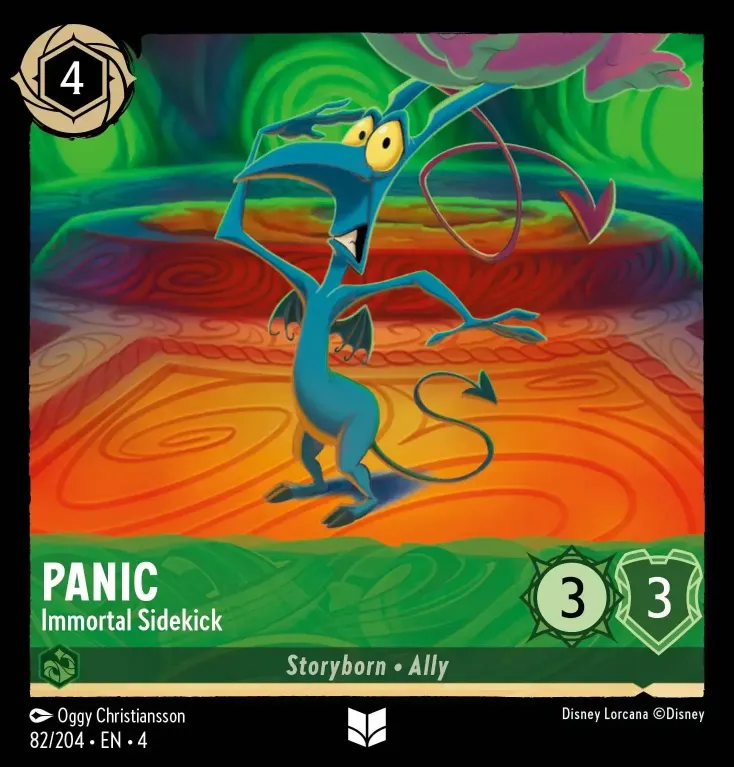 4
PANIC
Immortal Sidekick
3
3
Storyborn • Ally
Oggy Christiansson
Disney Lorcana ©Disney
82/204 • EN • 4